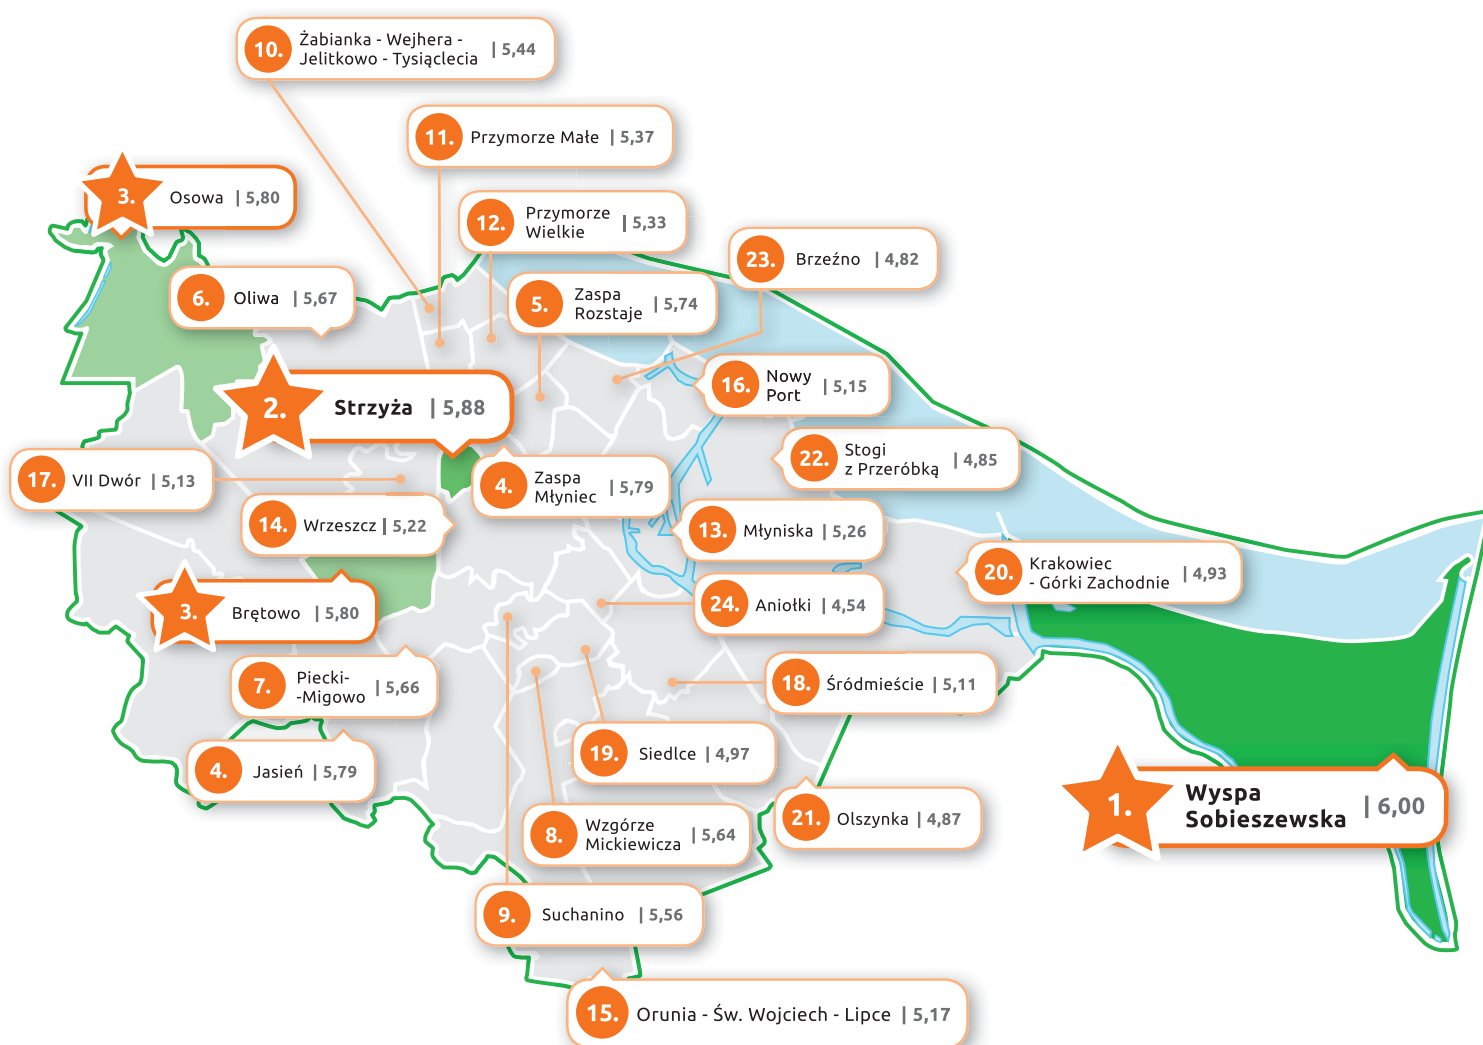 10. Żabianka - Wejhera -
Jelitkowo - Tysiąclecia | 5,44
11. Przymorze Małe | 5,37
3. Osowa | 5,80
12. Przymorze
Wielkie | 5,33
23. Brzeźno | 4,82
6. Oliwa | 5,67
5. Zaspa
Rozstaje | 5,74
16. Nowy
Port | 5,15
2. Strzyża | 5,88
22. Stogi
z Przeróbką | 4,85
17. VII Dwór | 5,13
4. Zaspa
Młyniec | 5,79
14. Wrzeszcz | 5,22
13. Młyniska | 5,26
20. Krakowiec
- Górki Zachodnie | 4,93
3. Brętowo | 5,80
24. Aniołki | 4,54
7. Piecki-
-Migowo | 5,66
18. Śródmieście | 5,11
19. Siedlce | 4,97
4. Jasień | 5,79
1. Wyspa
Sobieszewska | 6,00
21. Olszynka | 4,87
8. Wzgórze
Mickiewicza | 5,64
9. Suchanino | 5,56
15. Orunia - Św. Wojciech - Lipce | 5,17